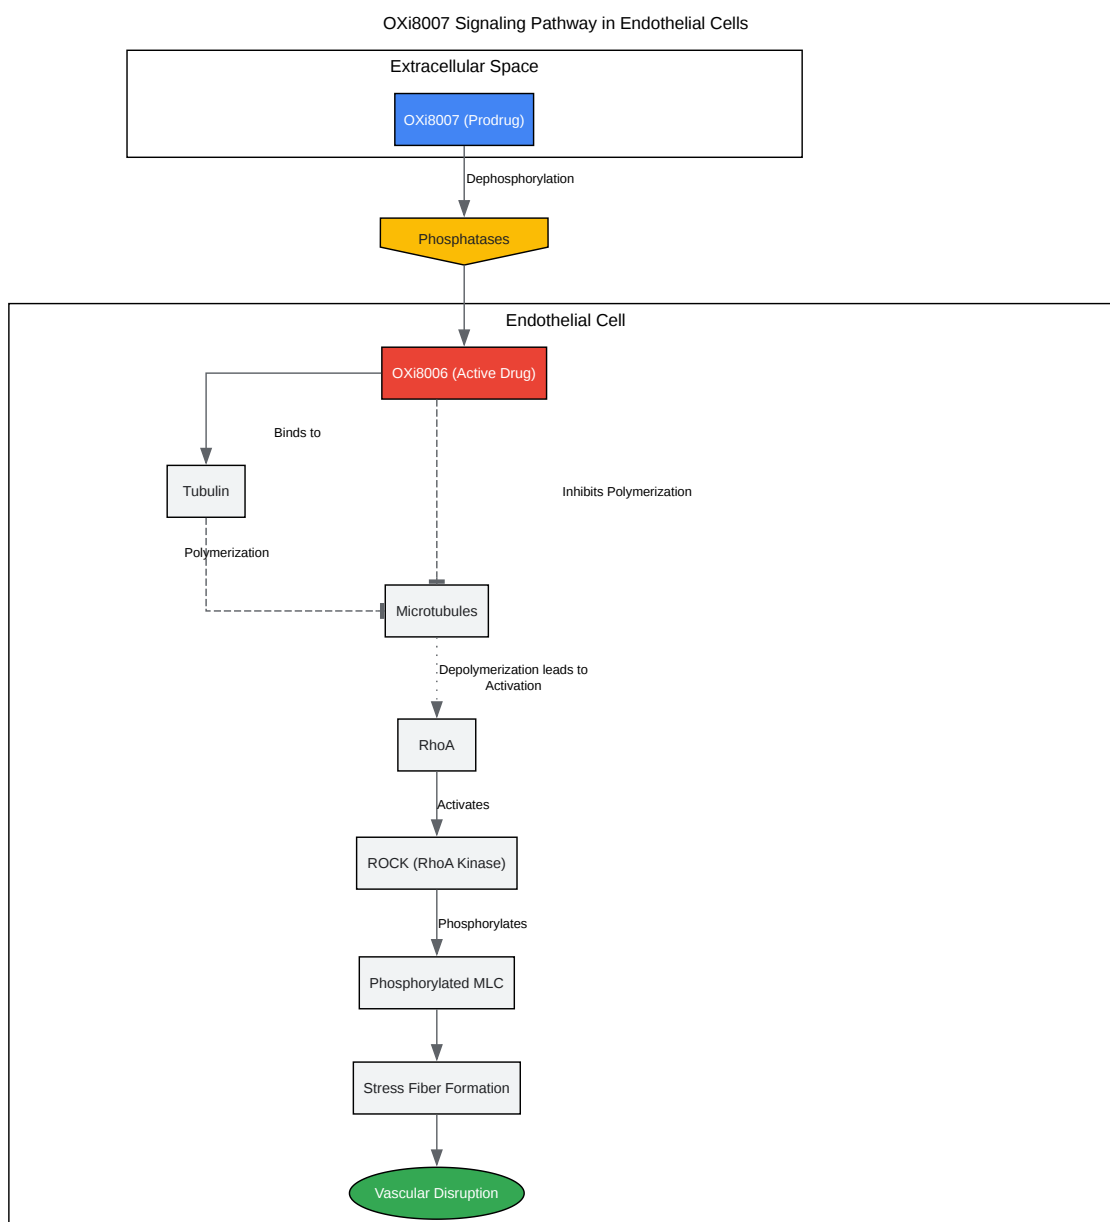 OXi8007 Signaling Pathway in Endothelial Cells
Extracellular Space
OXi8007 (Prodrug)
Dephosphorylation
Phosphatases
Endothelial Cell
OXi8006 (Active Drug)
Binds to
Tubulin
Inhibits Polymerization
Polymerization
Microtubules
Depolymerization leads to
Activation
RhoA
Activates
ROCK (RhoA Kinase)
Phosphorylates
Phosphorylated MLC
Stress Fiber Formation
Vascular Disruption